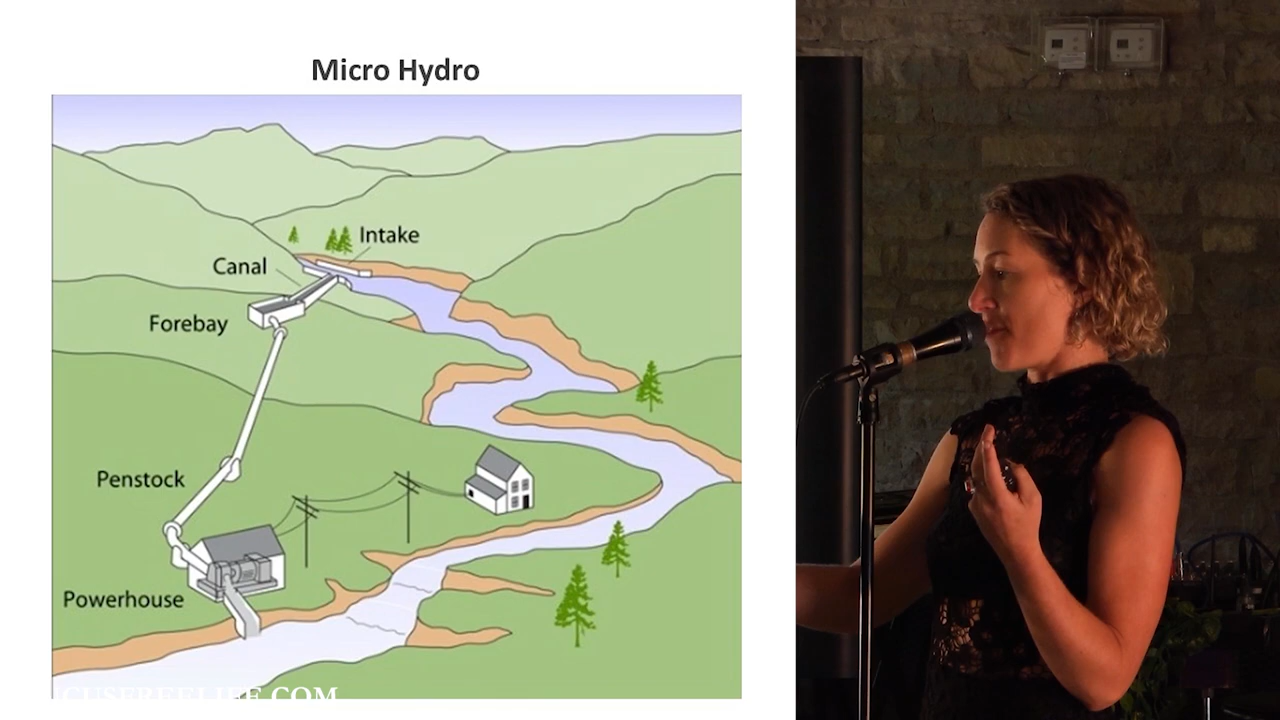 Micro Hydro
Intake
Canal
Forebay
Penstock
Powerhouse